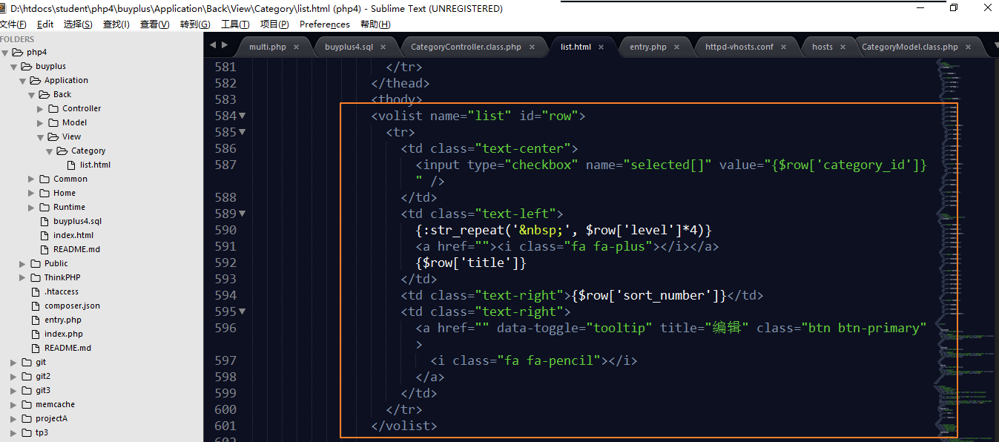 D:\htdocs\student\php4\buyplus\Application\Back\View\Category\list.html (php4) - Sublime Text (UNREGISTERED)
文件(F) Edit 选择(S) 查找(I) 查看(V) 转到(G) 工具(T) 项目(P) Preferences 帮助(H)
FOLDERS
php4
buyplus
Application
Back
Controller
Model
View
Category
list.html
Common
Home
Runtime
buyplus4.sql
index.html
README.md
Public
ThinkPHP
.htaccess
composer.json
entry.php
index.php
README.md
git
git2
git3
memcache
projectA
tp3
multi.php × buyplus4.sql × CategoryController.class.php × list.html × entry.php × httpd-vhosts.conf × hosts × CategoryModel.class.php ×
581 </tr>
582 </thead>
583 <tbody>
584 <volist name="list" id="row">
585 <tr>
586 <td class="text-center">
587 <input type="checkbox" name="selected[]" value="{$row['category_id']}
" />
588 </td>
589 <td class="text-left">
590 {:str_repeat('&nbsp;', $row['level']*4)}
591 <a href=""><i class="fa fa-plus"></i></a>
592 {$row['title']}
593 </td>
594 <td class="text-right">{$row['sort_number']}</td>
595 <td class="text-right">
596 <a href="" data-toggle="tooltip" title="编辑" class="btn btn-primary"
>
597 <i class="fa fa-pencil"></i>
598 </a>
599 </td>
600 </tr>
601 </volist>
602